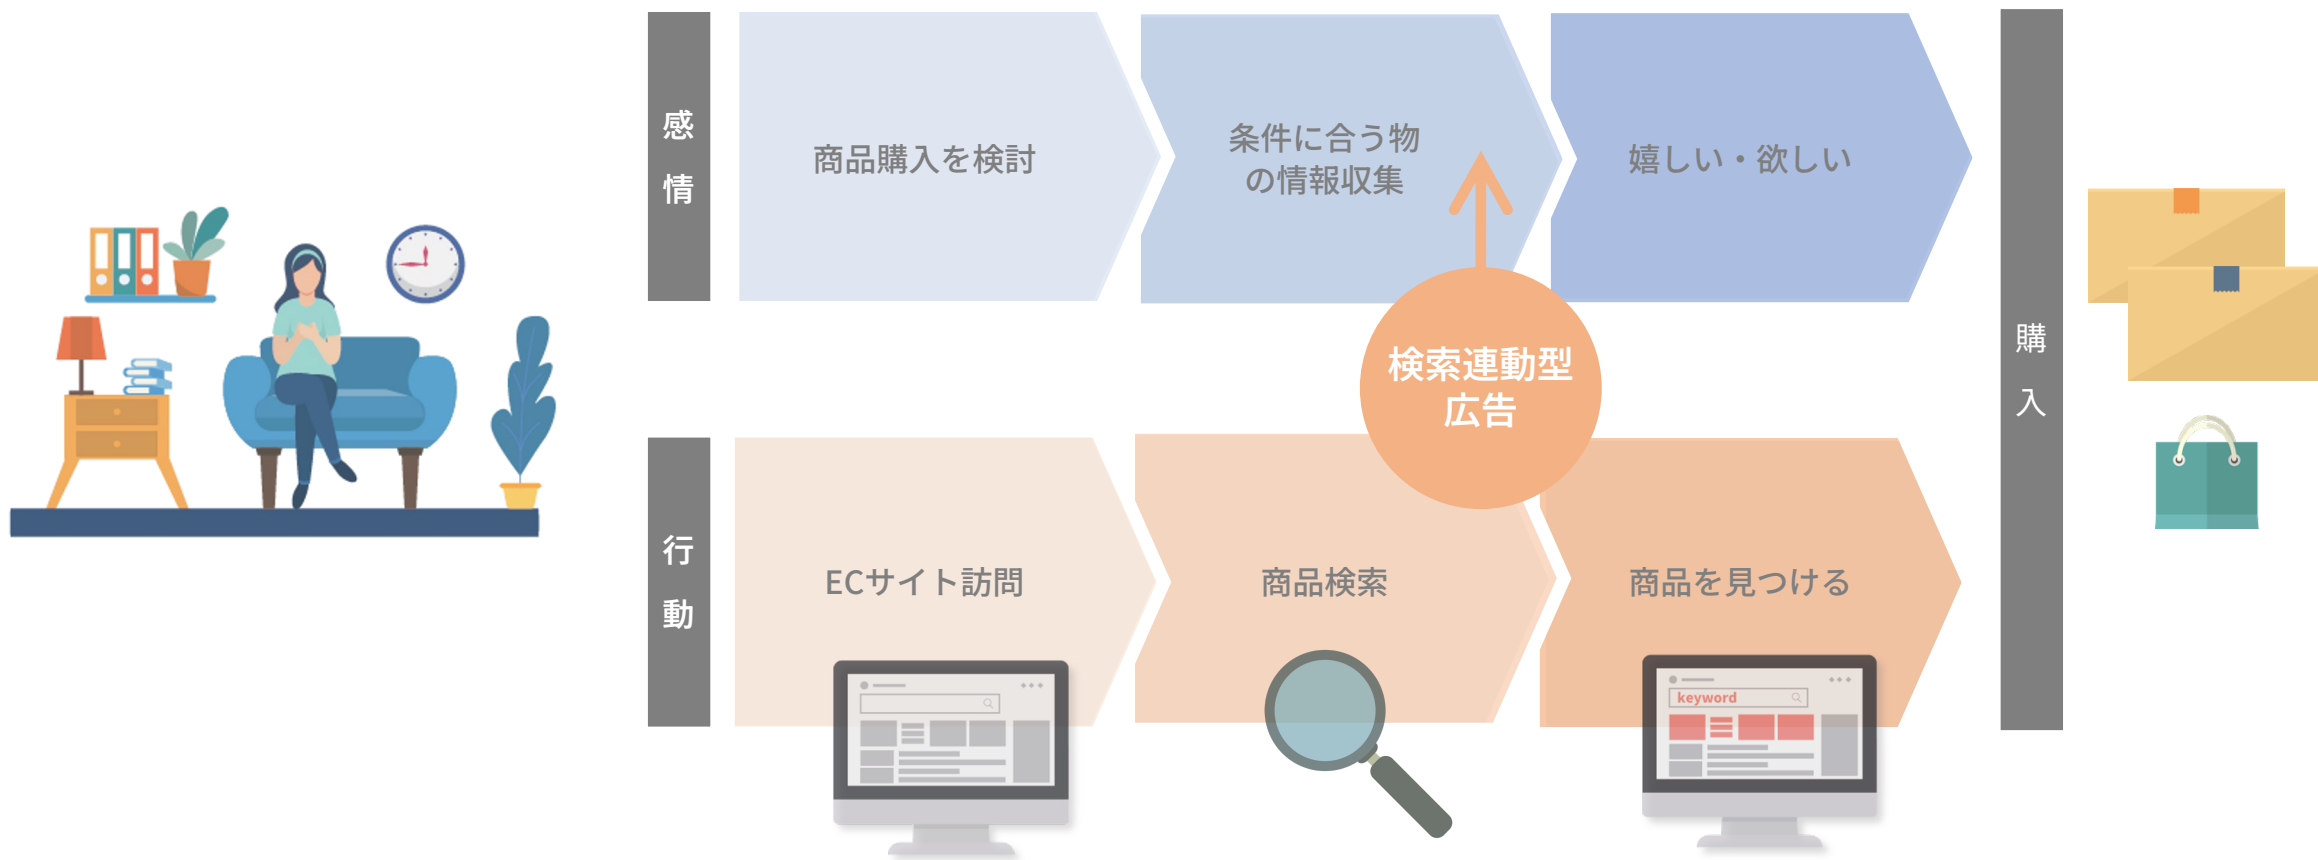 感情
商品購入を検討
条件に合う物
の情報収集
嬉しい・欲しい
検索連動型
広告
行動
ECサイト訪問
商品検索
商品を見つける
keyword
購入